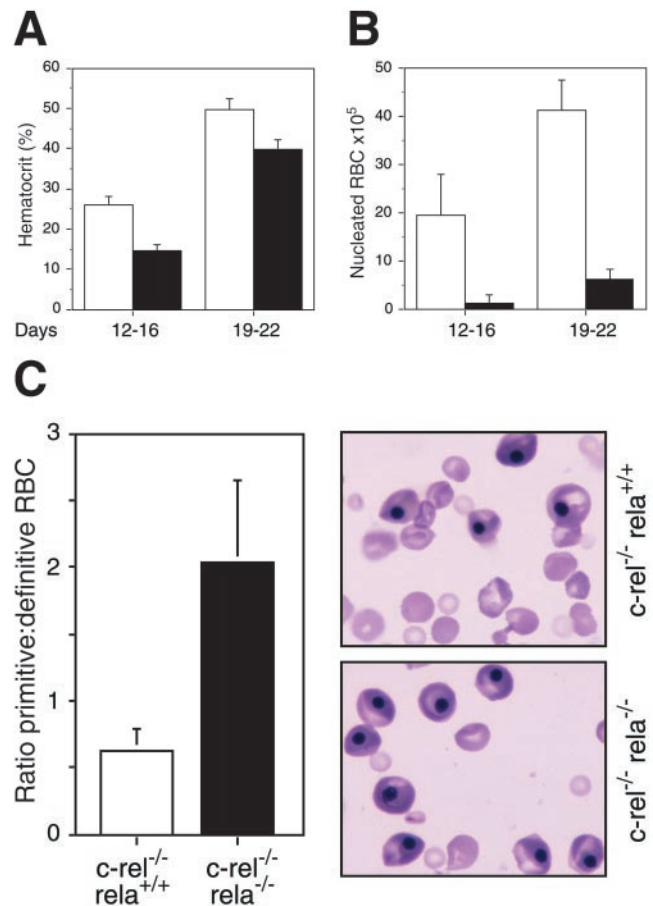 A
B
60
50
40
30
20
10
0
Hematocrit (%)
Days
12-16
19-22
50
40
30
20
10
0
Nucleated RBC x10⁵
12-16
19-22
C
3
2
1
0
Ratio primitive:definitive RBC
c-rel⁻/⁻
rela⁺/⁺
c-rel⁻/⁻
rela⁻/⁻
c-rel⁻/⁻ rela⁺/⁺
c-rel⁻/⁻ rela⁻/⁻